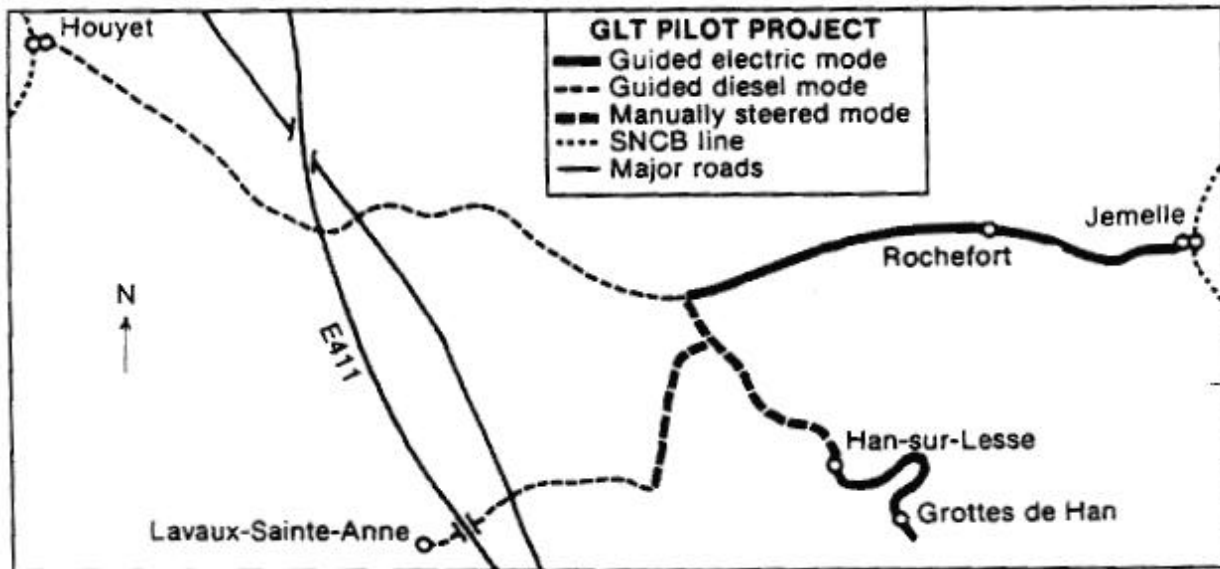 GLT PILOT PROJECT
Guided electric mode
Guided diesel mode
Manually steered mode
SNCB line
Major roads
Houyet
Jemelle
Rochefort
N
E411
Han-sur-Lesse
Grottes de Han
Lavaux-Sainte-Anne